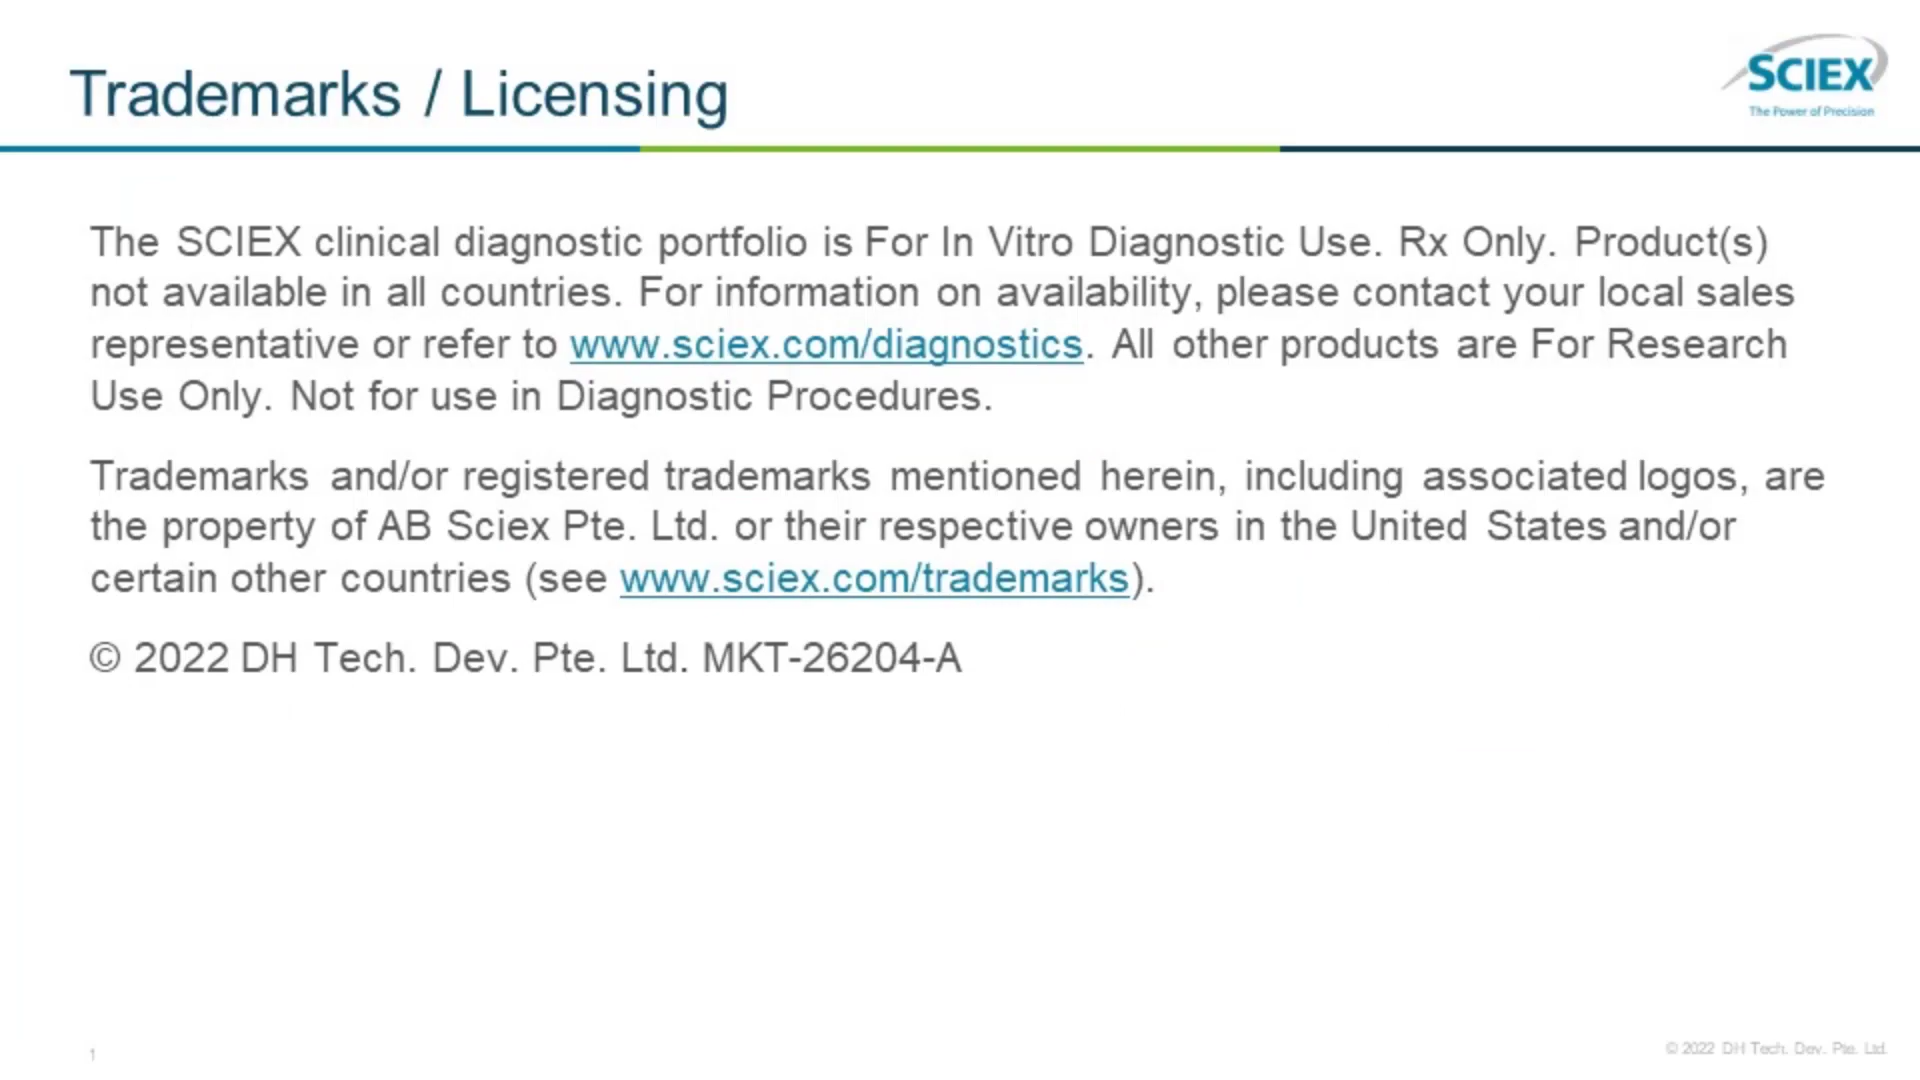 Trademarks / Licensing
SCIEX
The Power of Precision
The SCIEX clinical diagnostic portfolio is For In Vitro Diagnostic Use. Rx Only. Product(s)
not available in all countries. For information on availability, please contact your local sales
representative or refer to www.sciex.com/diagnostics. All other products are For Research
Use Only. Not for use in Diagnostic Procedures.
Trademarks and/or registered trademarks mentioned herein, including associated logos, are
the property of AB Sciex Pte. Ltd. or their respective owners in the United States and/or
certain other countries (see www.sciex.com/trademarks).
© 2022 DH Tech. Dev. Pte. Ltd. MKT-26204-A
1
© 2022 DH Tech. Dev. Pte. Ltd.